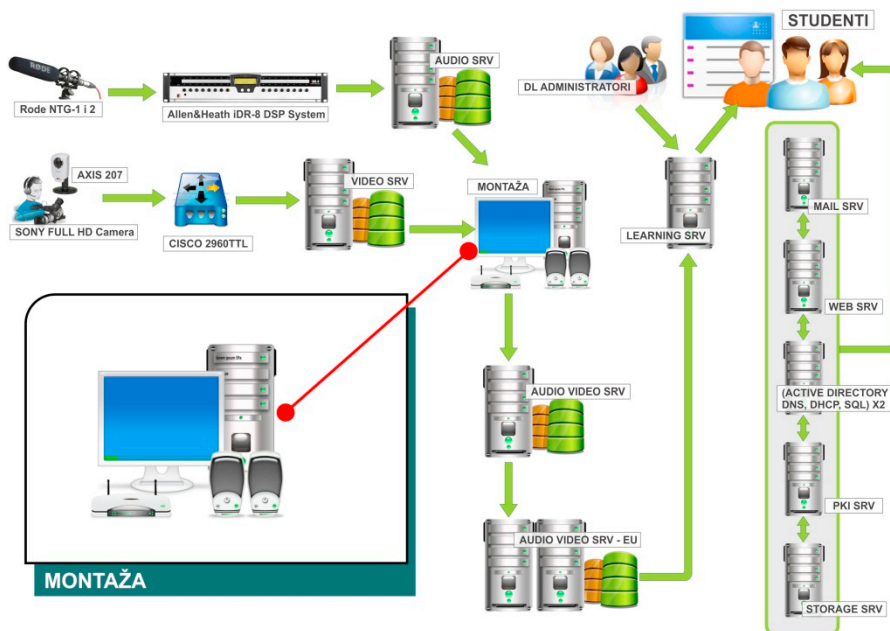 STUDENTI
RODE
AUDIO SRV
Rode NTG-1 i 2
Allen&Heath iDR-8 DSP System
DL ADMINISTRATORI
AXIS 207
VIDEO SRV
MONTAŽA
SONY FULL HD Camera
CISCO 2960TTL
LEARNING SRV
MAIL SRV
WEB SRV
(ACTIVE DIRECTORY
DNS, DHCP, SQL) X2
AUDIO VIDEO SRV
PKI SRV
AUDIO VIDEO SRV - EU
STORAGE SRV
MONTAŽA